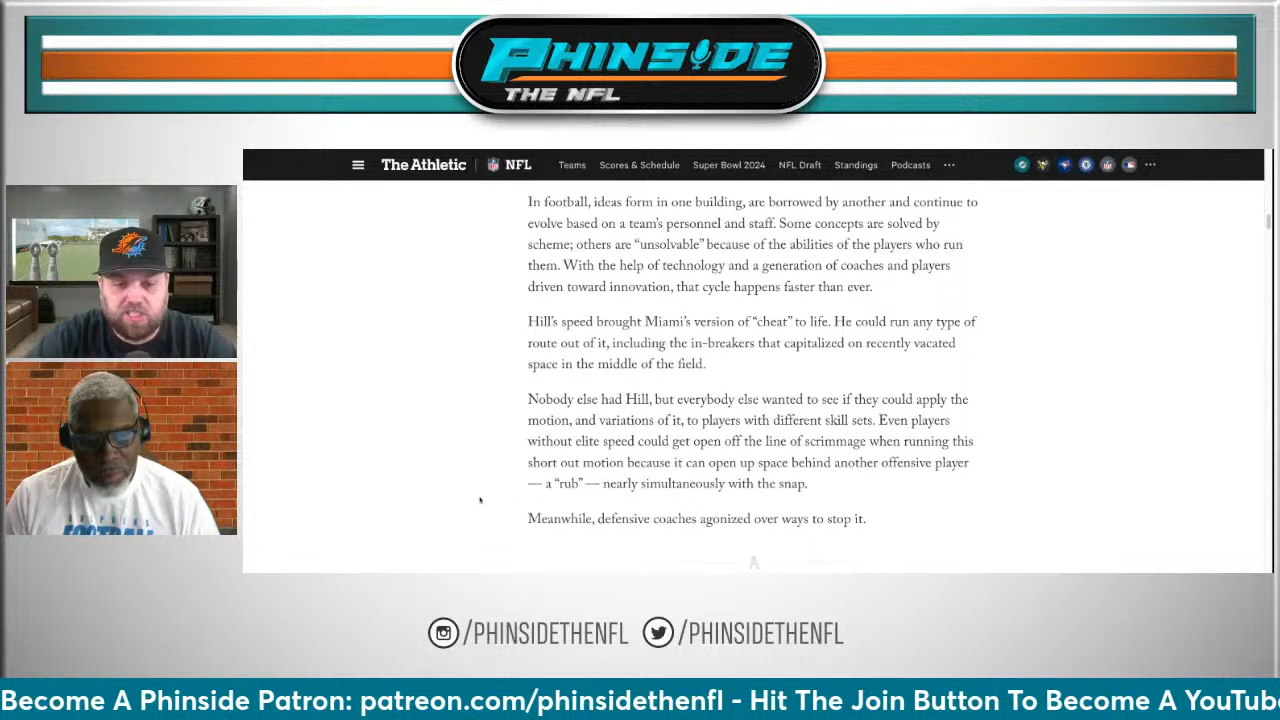 PHINSIDE
THE NFL
The Athletic
NFL
Teams
Scores & Schedule
Super Bowl 2024
NFL Draft
Standings
Podcasts
In football, ideas form in one building, are borrowed by another and continue to
evolve based on a team’s personnel and staff. Some concepts are solved by
scheme; others are “unsolvable” because of the abilities of the players who run
them. With the help of technology and a generation of coaches and players
driven toward innovation, that cycle happens faster than ever.
Hill’s speed brought Miami’s version of “cheat” to life. He could run any type of
route out of it, including the in-breakers that capitalized on recently vacated
space in the middle of the field.
Nobody else had Hill, but everybody else wanted to see if they could apply the
motion, and variations of it, to players with different skill sets. Even players
without elite speed could get open off the line of scrimmage when running this
short out motion because it can open up space behind another offensive player
— a “rub” — nearly simultaneously with the snap.
Meanwhile, defensive coaches agonized over ways to stop it.
/PHINSIDETHENFL
/PHINSIDETHENFL
Become A Phinside Patron: patreon.com/phinsidethenfl - Hit The Join Button To Become A YouTube